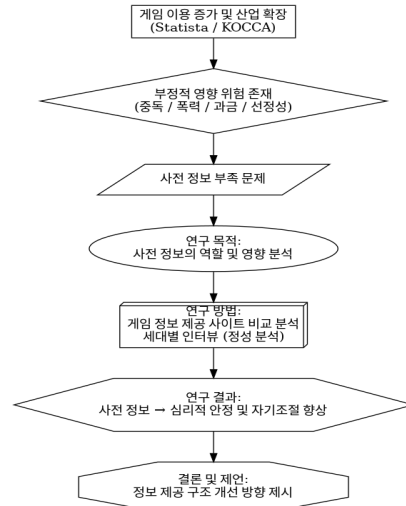 게임 이용 증가 및 산업 확장
(Statista / KOCCA)
부정적 영향 위험 존재
(중독 / 폭력 / 과금 / 선정성)
사전 정보 부족 문제
연구 목적:
사전 정보의 역할 및 영향 분석
연구 방법:
게임 정보 제공 사이트 비교 분석
세대별 인터뷰 (정성 분석)
연구 결과:
사전 정보 → 심리적 안정 및 자기조절 향상
결론 및 제언:
정보 제공 구조 개선 방향 제시